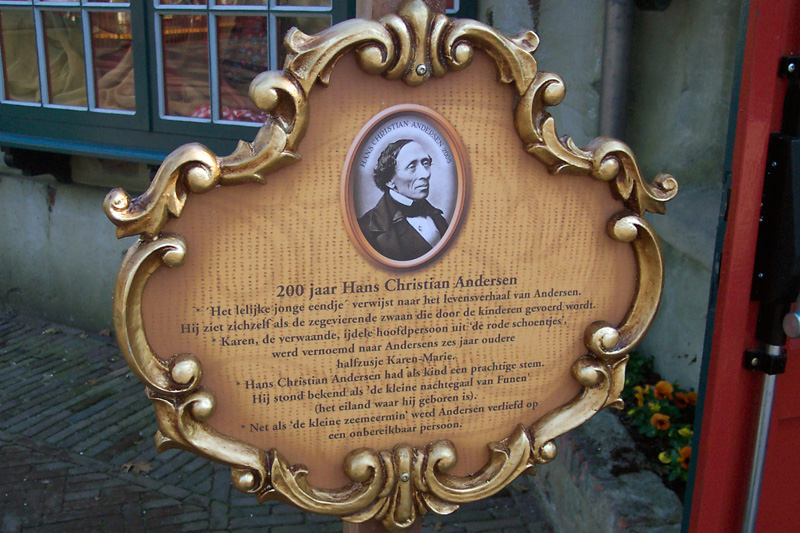 HANS CHRISTIAN ANDERSEN 2005
200 jaar Hans Christian Andersen
* ´Het lelijke jonge eendje´ verwijst naar het levensverhaal van Andersen.
Hij ziet zichzelf als de zegevierende zwaan die door de kinderen gevoerd wordt.
* Karen, de verwaande, ijdele hoofdpersoon uit ‘de rode schoentjes’,
werd vernoemd naar Andersens zes jaar oudere
halfzusje Karen-Marie.
* Hans Christian Andersen had als kind een prachtige stem.
Hij stond bekend als ‘de kleine nachtegaal van Funen’
(het eiland waar hij geboren is).
* Net als ‘de kleine zeemeermin’ werd Andersen verliefd op
een onbereikbaar persoon.